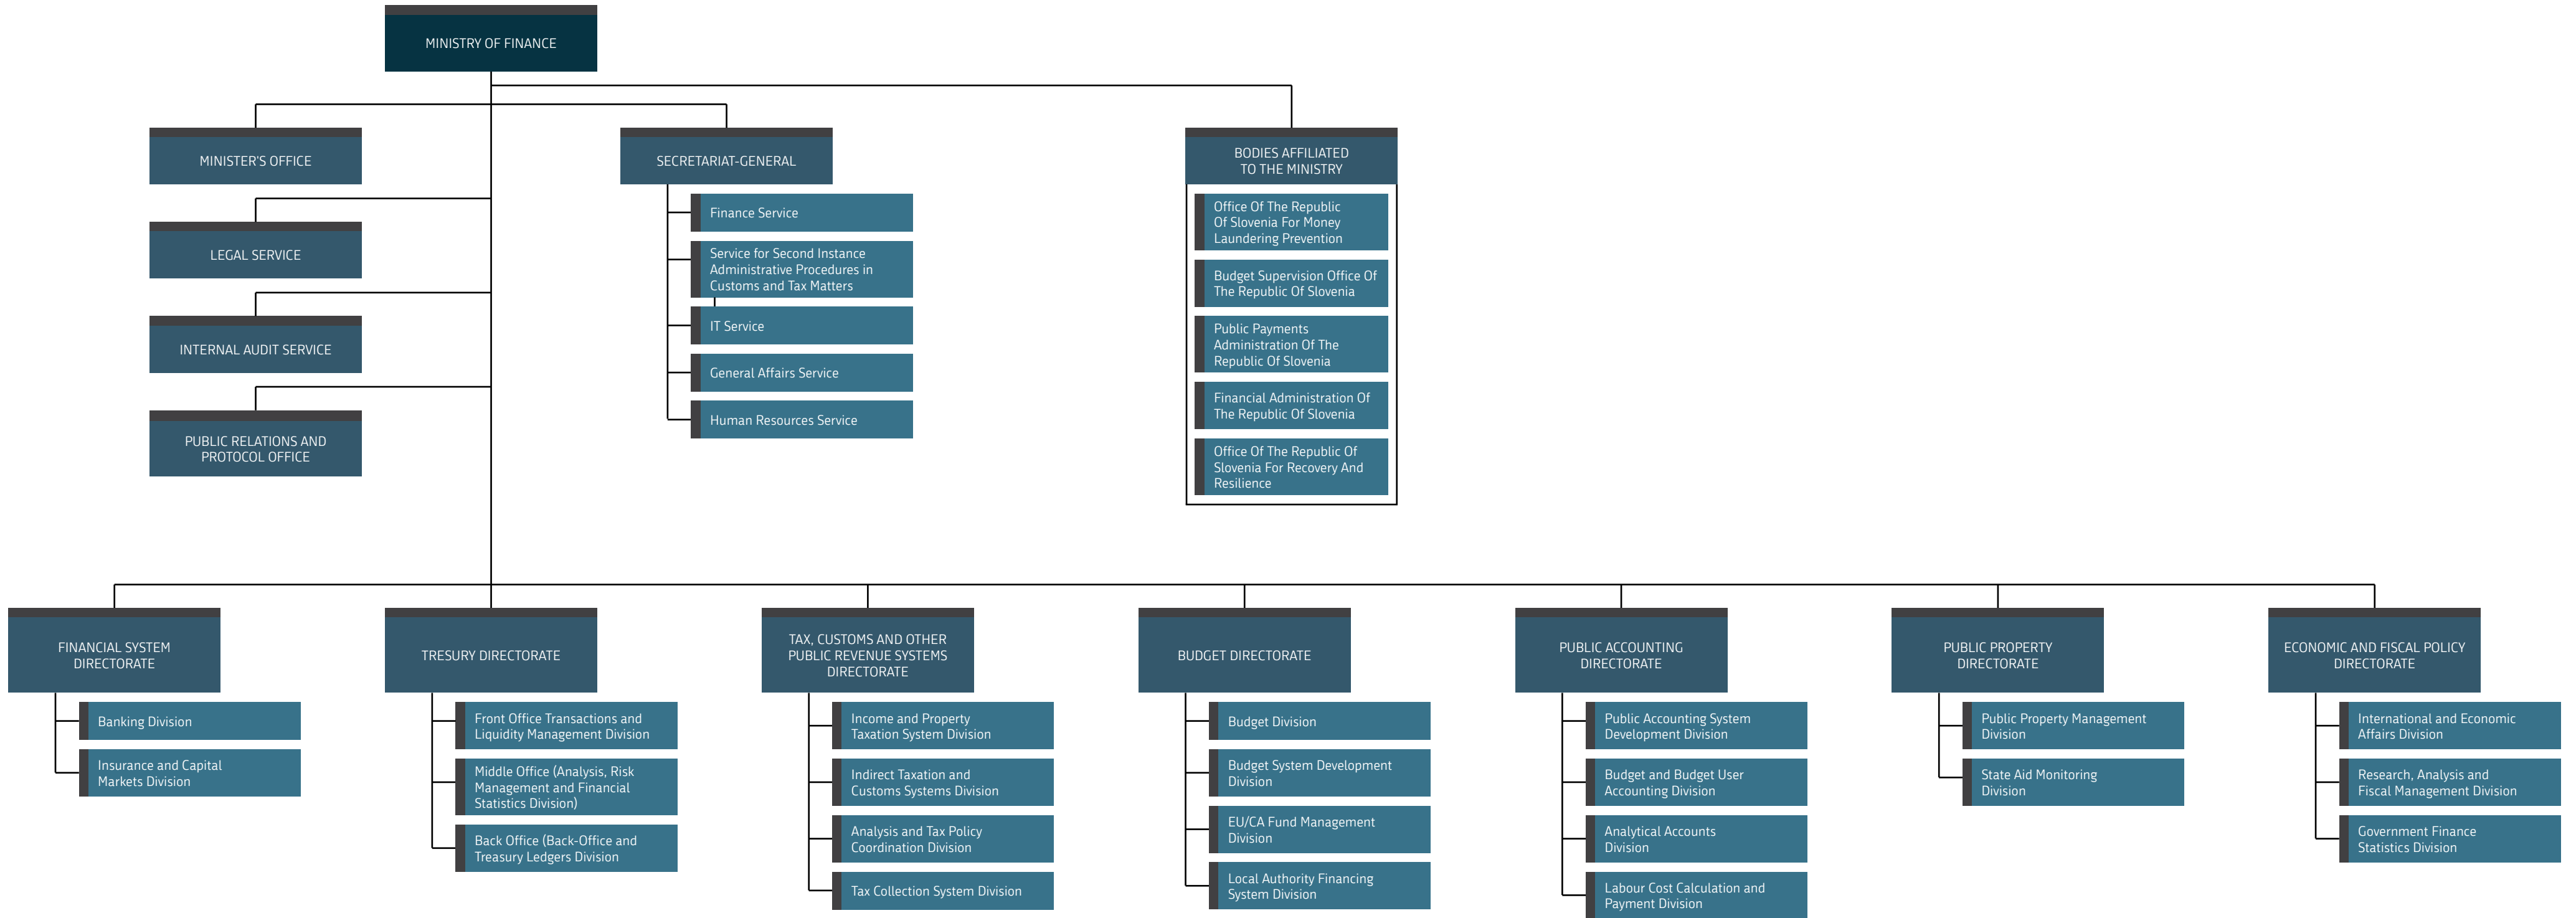 MINISTRY OF FINANCE
MINISTER'S OFFICE
LEGAL SERVICE
INTERNAL AUDIT SERVICE
PUBLIC RELATIONS AND
PROTOCOL OFFICE
SECRETARIAT-GENERAL
Finance Service
Service for Second Instance
Administrative Procedures in
Customs and Tax Matters
IT Service
General Affairs Service
Human Resources Service
BODIES AFFILIATED
TO THE MINISTRY
Office Of The Republic
Of Slovenia For Money
Laundering Prevention
Budget Supervision Office Of
The Republic Of Slovenia
Public Payments
Administration Of The
Republic Of Slovenia
Financial Administration Of
The Republic Of Slovenia
Office Of The Republic Of
Slovenia For Recovery And
Resilience
FINANCIAL SYSTEM
DIRECTORATE
Banking Division
Insurance and Capital
Markets Division
TRESURY DIRECTORATE
Front Office Transactions and
Liquidity Management Division
Middle Office (Analysis, Risk
Management and Financial
Statistics Division)
Back Office (Back-Office and
Treasury Ledgers Division
TAX, CUSTOMS AND OTHER
PUBLIC REVENUE SYSTEMS
DIRECTORATE
Income and Property
Taxation System Division
Indirect Taxation and
Customs Systems Division
Analysis and Tax Policy
Coordination Division
Tax Collection System Division
BUDGET DIRECTORATE
Budget Division
Budget System Development
Division
EU/CA Fund Management
Division
Local Authority Financing
System Division
PUBLIC ACCOUNTING
DIRECTORATE
Public Accounting System
Development Division
Budget and Budget User
Accounting Division
Analytical Accounts
Division
Labour Cost Calculation and
Payment Division
PUBLIC PROPERTY
DIRECTORATE
Public Property Management
Division
State Aid Monitoring
Division
ECONOMIC AND FISCAL POLICY
DIRECTORATE
International and Economic
Affairs Division
Research, Analysis and
Fiscal Management Division
Government Finance
Statistics Division